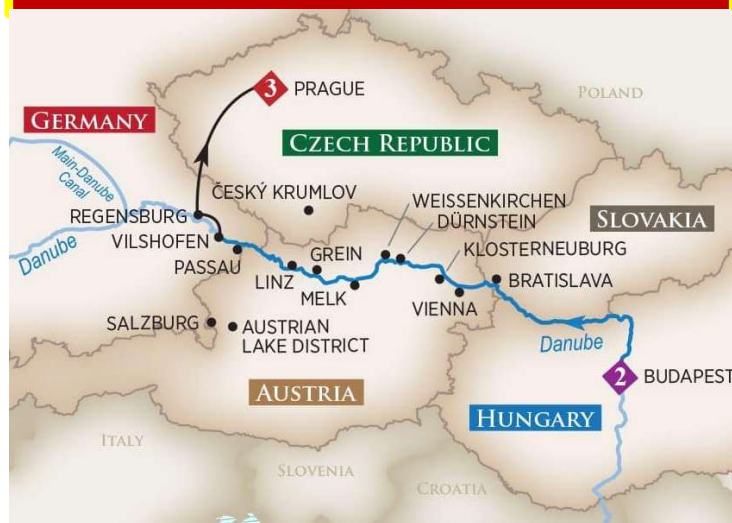 3
PRAGUE
POLAND
GERMANY
CZECH REPUBLIC
Main-Danube
Canal
ČESKÝ KRUMLOV
WEISSENKIRCHEN
DÜRNSTEIN
SLOVAKIA
REGENSBURG
VILSHOFEN
GREIN
KLOSTERNEUBURG
Danube
PASSAU
LINZ
MELK
BRATISLAVA
VIENNA
SALZBURG
AUSTRIAN
LAKE DISTRICT
Danube
2
BUDAPEST
AUSTRIA
HUNGARY
ITALY
SLOVENIA
CROATIA